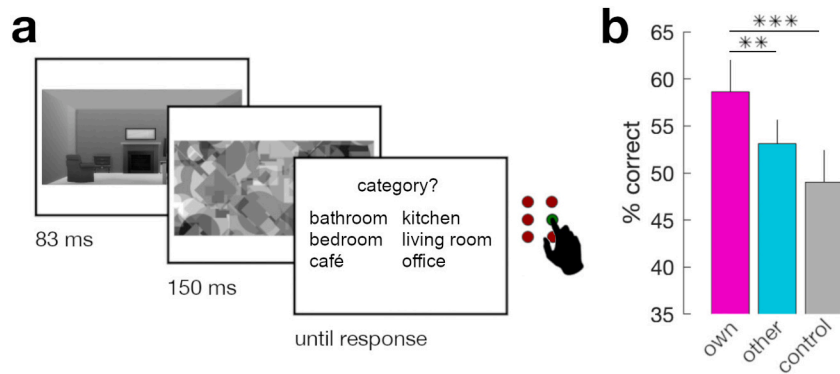 a
83 ms
150 ms
category?
bathroom kitchen
bedroom living room
café office
until response
b
% correct
65
60
55
50
45
40
35
***
**
own
other
control